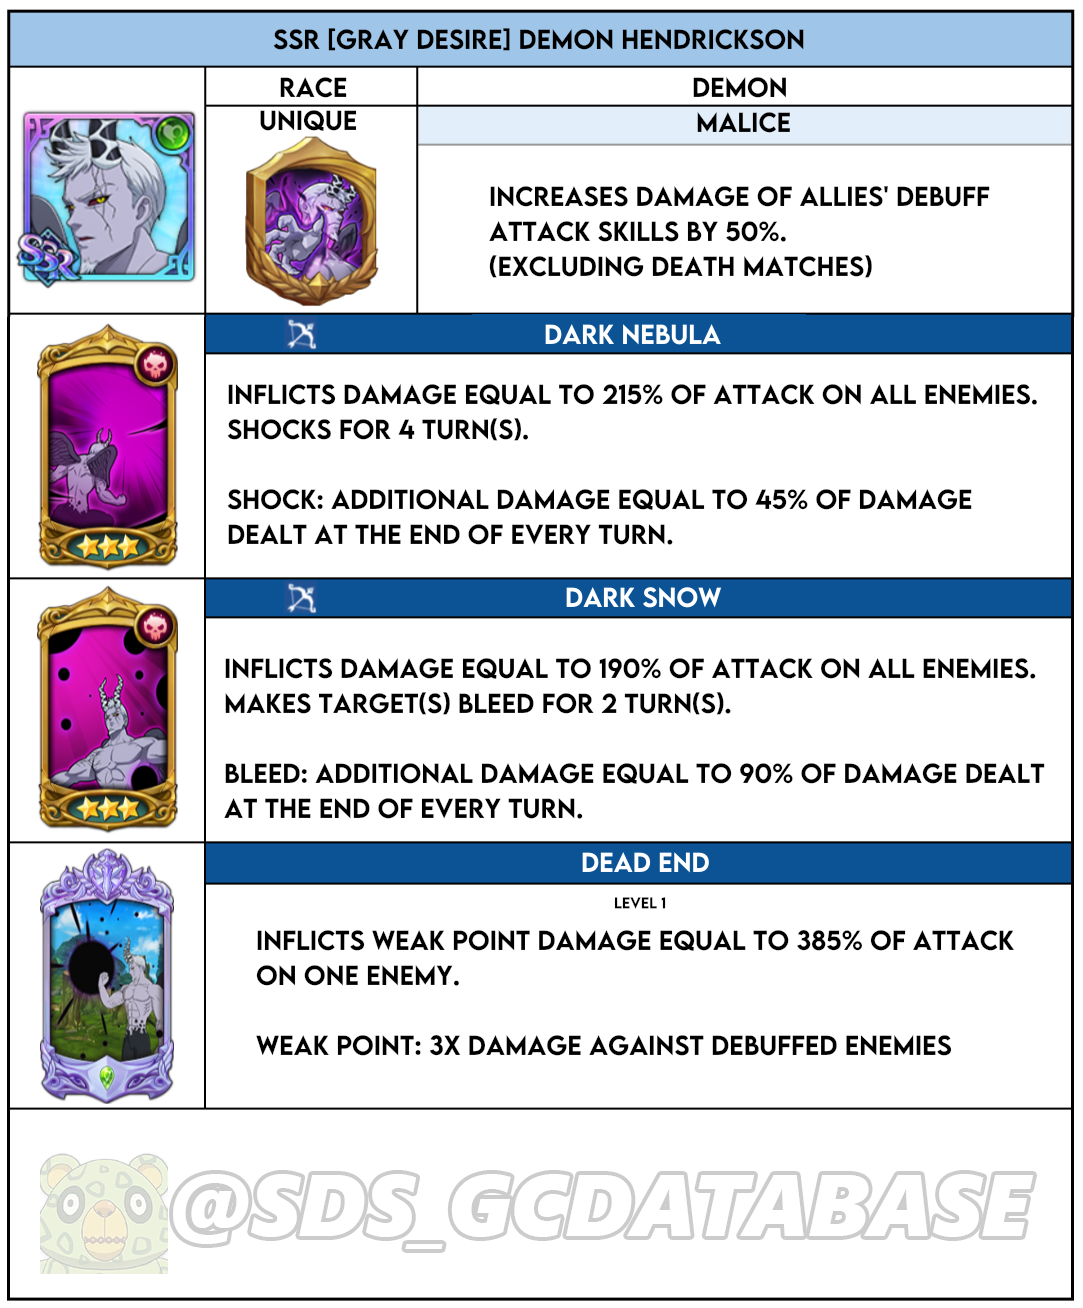 SSR [GRAY DESIRE] DEMON HENDRICKSON
RACE
DEMON
UNIQUE
MALICE
SSR
INCREASES DAMAGE OF ALLIES' DEBUFF
ATTACK SKILLS BY 50%.
(EXCLUDING DEATH MATCHES)
DARK NEBULA
INFLICTS DAMAGE EQUAL TO 215% OF ATTACK ON ALL ENEMIES.
SHOCKS FOR 4 TURN(S).
SHOCK: ADDITIONAL DAMAGE EQUAL TO 45% OF DAMAGE
DEALT AT THE END OF EVERY TURN.
DARK SNOW
INFLICTS DAMAGE EQUAL TO 190% OF ATTACK ON ALL ENEMIES.
MAKES TARGET(S) BLEED FOR 2 TURN(S).
BLEED: ADDITIONAL DAMAGE EQUAL TO 90% OF DAMAGE DEALT
AT THE END OF EVERY TURN.
DEAD END
LEVEL 1
INFLICTS WEAK POINT DAMAGE EQUAL TO 385% OF ATTACK
ON ONE ENEMY.
WEAK POINT: 3X DAMAGE AGAINST DEBUFFED ENEMIES
@SDS_GCDATABASE